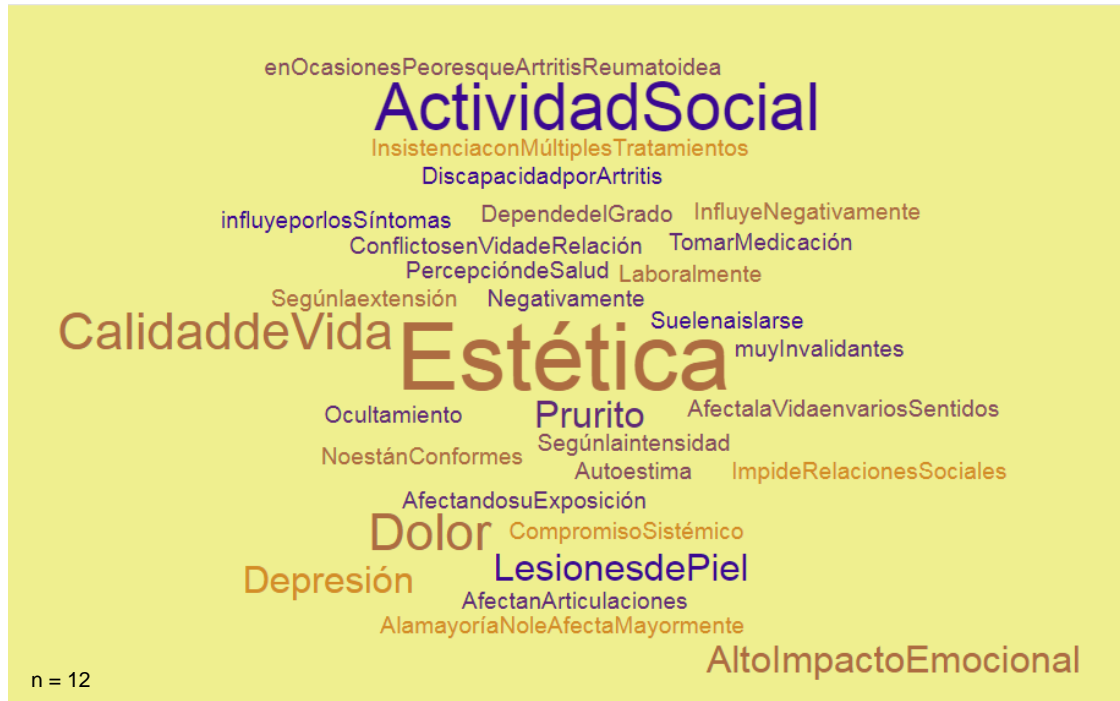 enOcasionesPeoresqueArtritisReumatoidea
ActividadSocial
InsistenciaconMúltiplesTratamientos
DiscapacidadporArtritis
influyeporlosSíntomas DependedelGrado InfluyeNegativamente
ConflictosenVidadeRelación TomarMedicación
PercepcióndeSalud Laboralmente
Segúnlaextensión Negativamente
CalidaddeVida Estética Suelenaislarse
muyInvalidantes
Ocultamiento Prurito AfectalaVidaenvariosSentidos
Segúnlaintensidad
NoestánConformes Autoestima ImpideRelacionesSociales
AfectandosuExposición
Dolor CompromisoSistémico
Depresión LesionesdePiel
AfectanArticulaciones
AlamayoríaNoleAfectaMayormente
AltoImpactoEmocional
n = 12